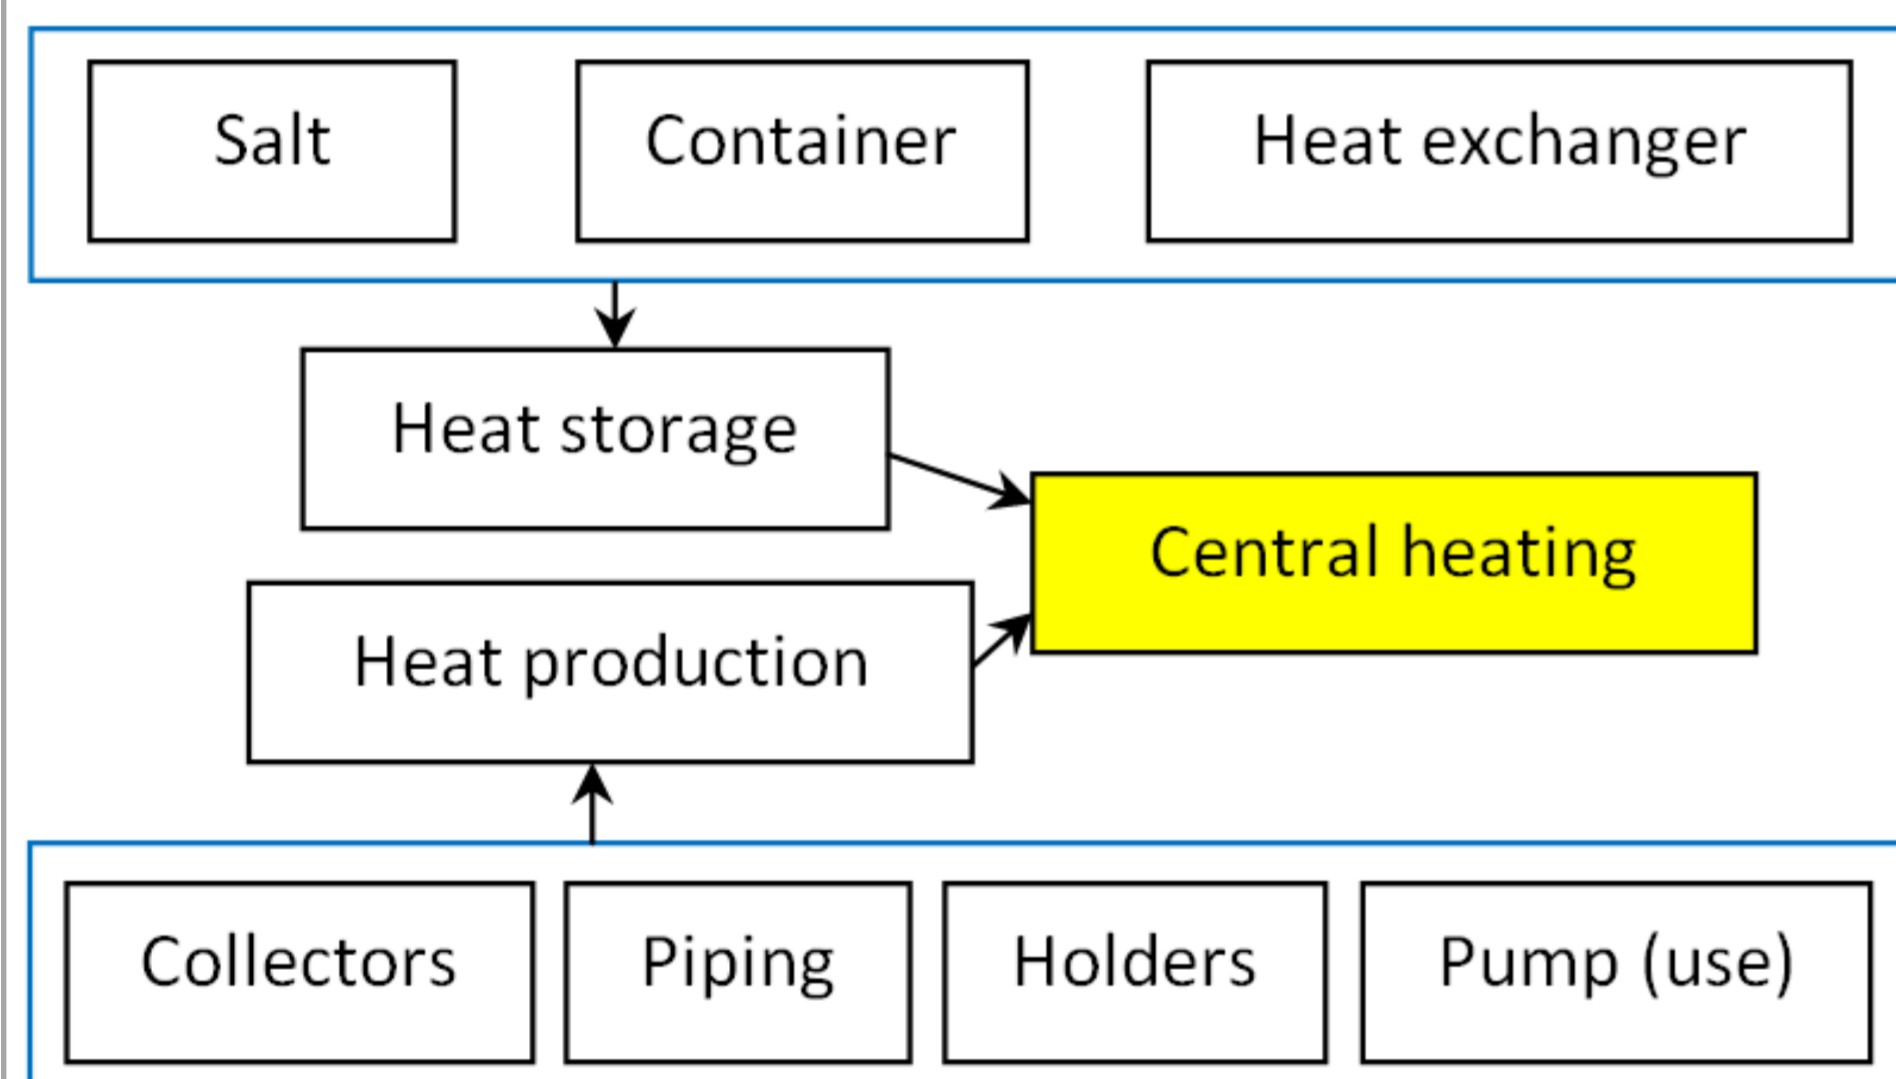 Salt
Container
Heat exchanger
Heat storage
Central heating
Heat production
Collectors
Piping
Holders
Pump (use)